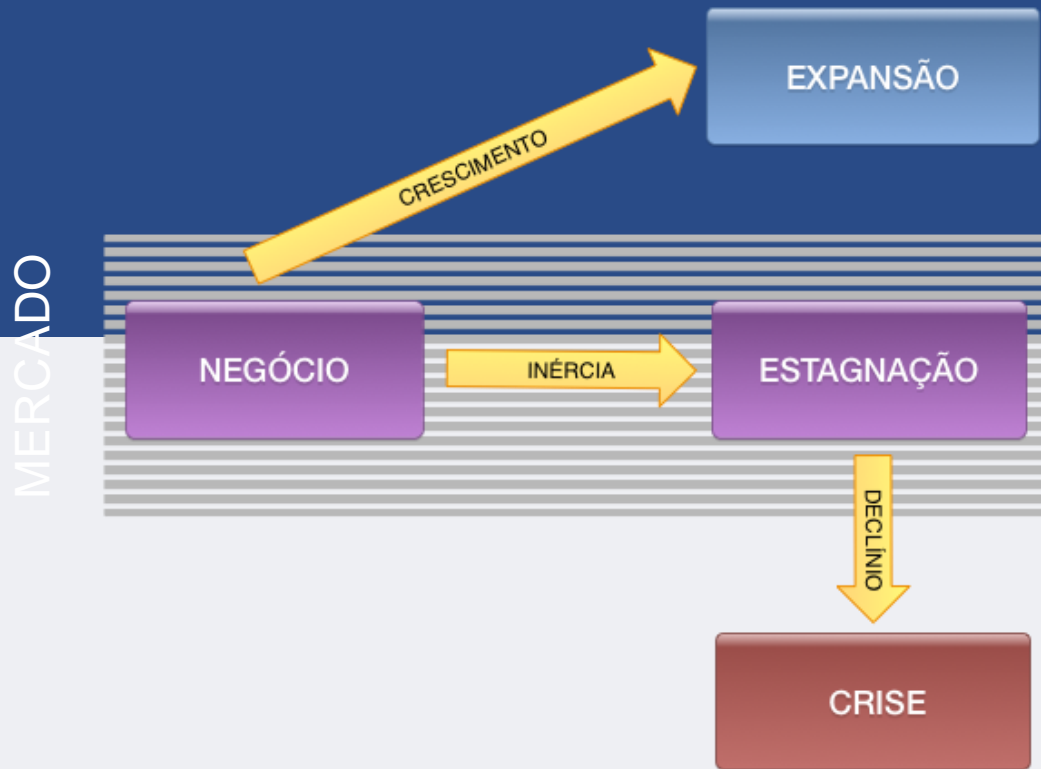 EXPANSÃO
CRESCIMENTO
MERCADO
NEGÓCIO
INÉRCIA
ESTAGNAÇÃO
DECLÍNIO
CRISE